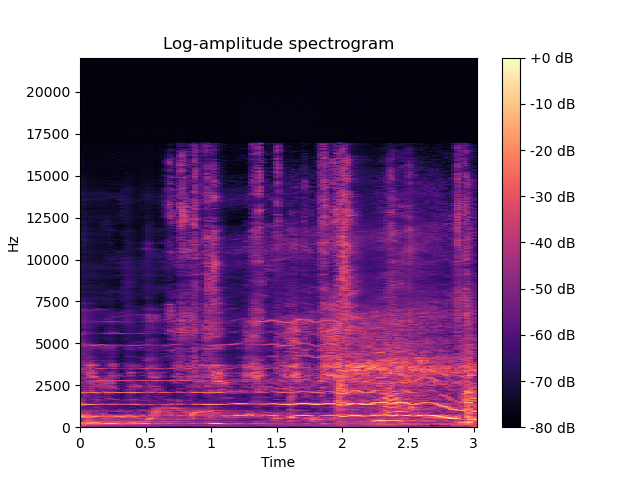 Log-amplitude spectrogram
20000
17500
15000
12500
10000
7500
5000
2500
0
Hz
0 0.5 1 1.5 2 2.5 3
Time
+0 dB
-10 dB
-20 dB
-30 dB
-40 dB
-50 dB
-60 dB
-70 dB
-80 dB